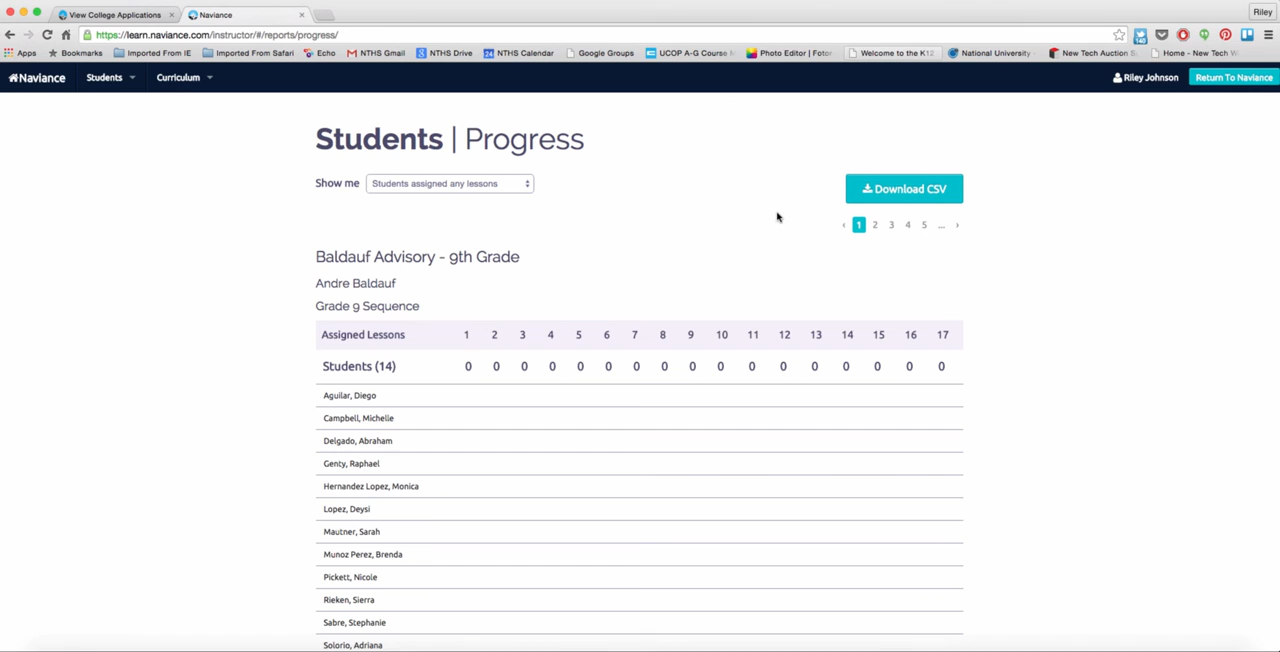 View College Applications
Naviance
Riley
https://learn.naviance.com/instructor/#/reports/progress/
Apps Bookmarks Imported From IE Imported From Safari Echo NTHS Gmail NTHS Drive 24 NTHS Calendar Google Groups UCOP A-G Course Photo Editor | Fotor Welcome to the K12 National University New Tech Auction Home - New Tech
140
Naviance Students Curriculum Riley Johnson Return To Naviance
Students | Progress
Show me Students assigned any lessons Download CSV
‹ 1 2 3 4 5 ... ›
Baldauf Advisory - 9th Grade
Andre Baldauf
Grade 9 Sequence
Assigned Lessons 1 2 3 4 5 6 7 8 9 10 11 12 13 14 15 16 17
Students (14) 0 0 0 0 0 0 0 0 0 0 0 0 0 0 0 0 0
Aguilar, Diego
Campbell, Michelle
Delgado, Abraham
Genty, Raphael
Hernandez Lopez, Monica
Lopez, Deysi
Mautner, Sarah
Munoz Perez, Brenda
Pickett, Nicole
Rieken, Sierra
Sabre, Stephanie
Solorio, Adriana